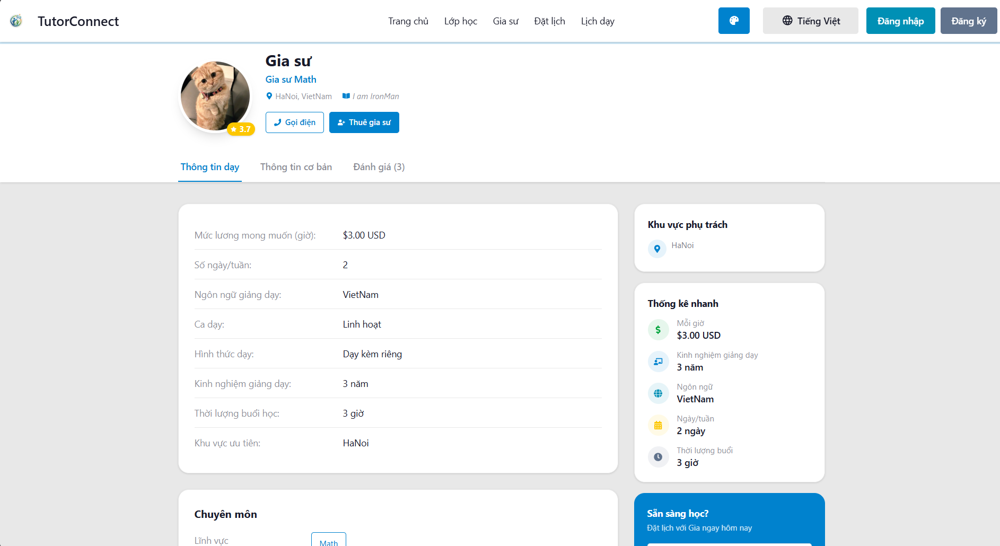 TutorConnect
Trang chủ
Lớp học
Gia sư
Đặt lịch
Lịch dạy
Tiếng Việt
Đăng nhập
Đăng ký
Gia sư
Gia sư Math
HaNoi, VietNam
I am IronMan
3.7
Gọi điện
Thuê gia sư
Thông tin dạy
Thông tin cơ bản
Đánh giá (3)
Mức lương mong muốn (giờ): $3.00 USD
Số ngày/tuần: 2
Ngôn ngữ giảng dạy: VietNam
Ca dạy: Linh hoạt
Hình thức dạy: Dạy kèm riêng
Kinh nghiệm giảng dạy: 3 năm
Thời lượng buổi học: 3 giờ
Khu vực ưu tiên: HaNoi
Chuyên môn
Lĩnh vực Math
Khu vực phụ trách
HaNoi
Thống kê nhanh
Mỗi giờ
$3.00 USD
Kinh nghiệm giảng dạy
3 năm
Ngôn ngữ
VietNam
Ngày/tuần
2 ngày
Thời lượng buổi
3 giờ
Sẵn sàng học?
Đặt lịch với Gia ngay hôm nay